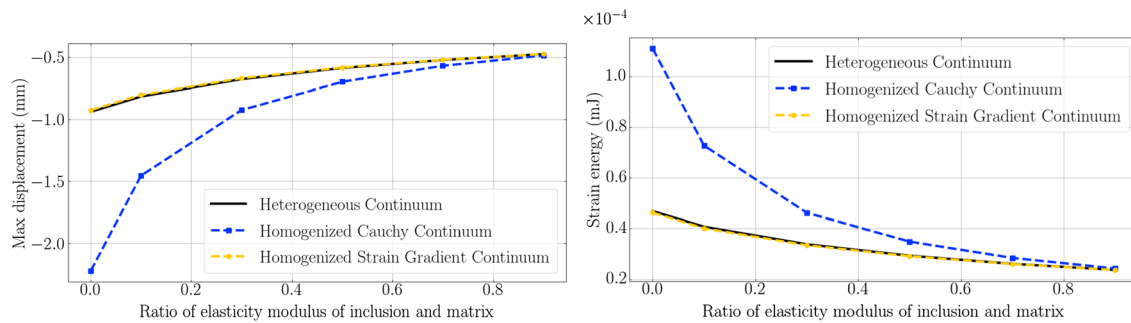 −0.5
−1.0
−1.5
−2.0
Max displacement (mm)
Heterogeneous Continuum
Homogenized Cauchy Continuum
Homogenized Strain Gradient Continuum
0.0 0.2 0.4 0.6 0.8
Ratio of elasticity modulus of inclusion and matrix
×10⁻⁴
1.0
0.8
0.6
0.4
0.2
Strain energy (mJ)
Heterogeneous Continuum
Homogenized Cauchy Continuum
Homogenized Strain Gradient Continuum
0.0 0.2 0.4 0.6 0.8
Ratio of elasticity modulus of inclusion and matrix